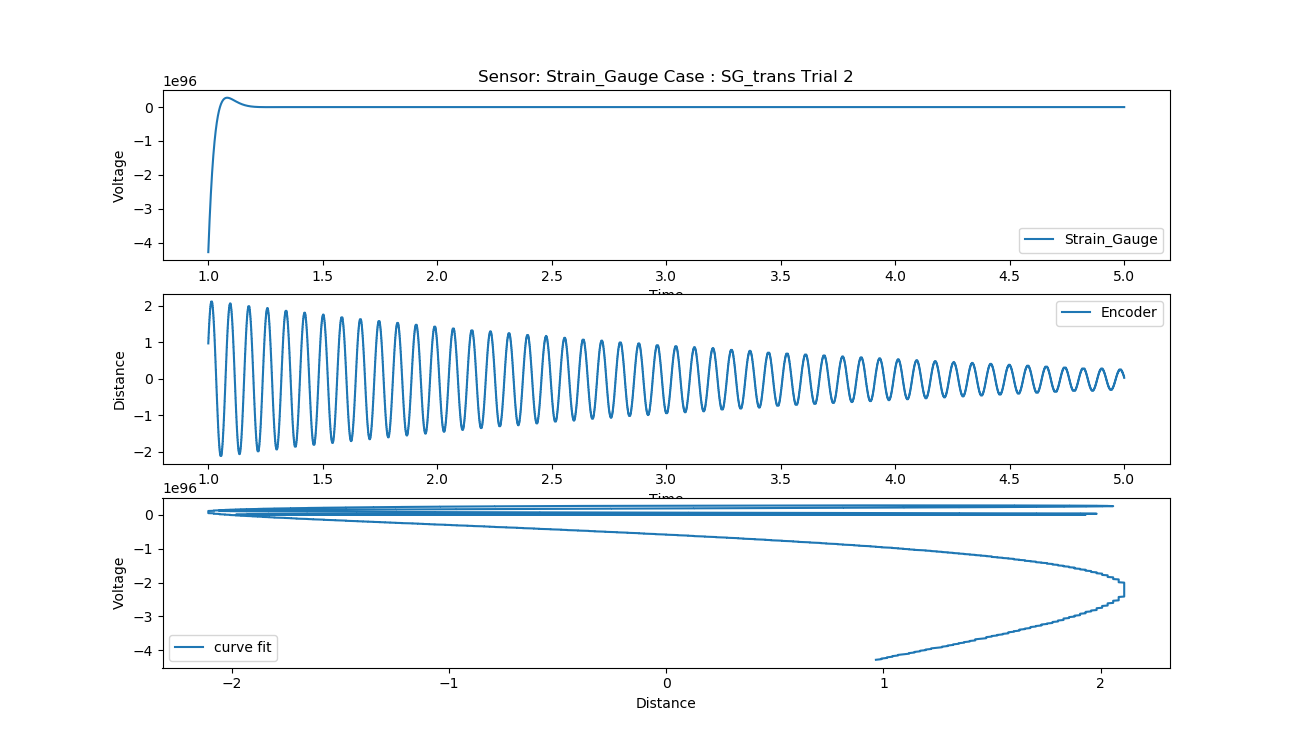 Sensor: Strain_Gauge Case : SG_trans Trial 2
1e96
0
−1
−2
−3
−4
Voltage
Strain_Gauge
1.0 1.5 2.0 2.5 3.0 3.5 4.0 4.5 5.0
Time
2
1
0
−1
−2
Distance
Encoder
1.0 1.5 2.0 2.5 3.0 3.5 4.0 4.5 5.0
Time
1e96
0
−1
−2
−3
−4
Voltage
curve fit
−2 −1 0 1 2
Distance